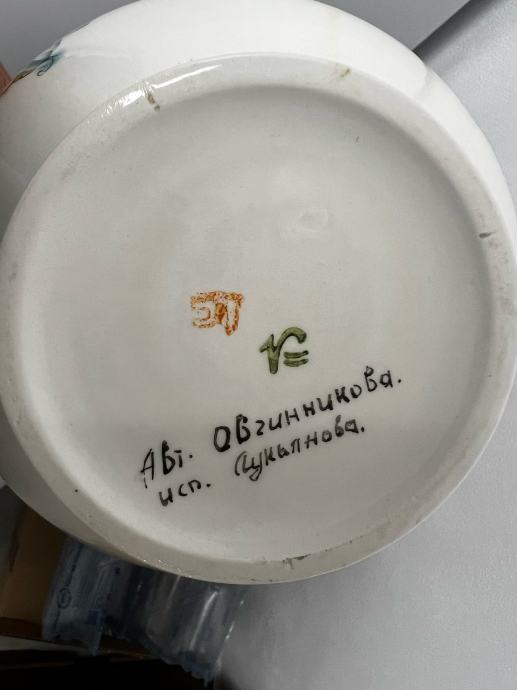 Авт. Овчинникова.
исп. Лукьянова.